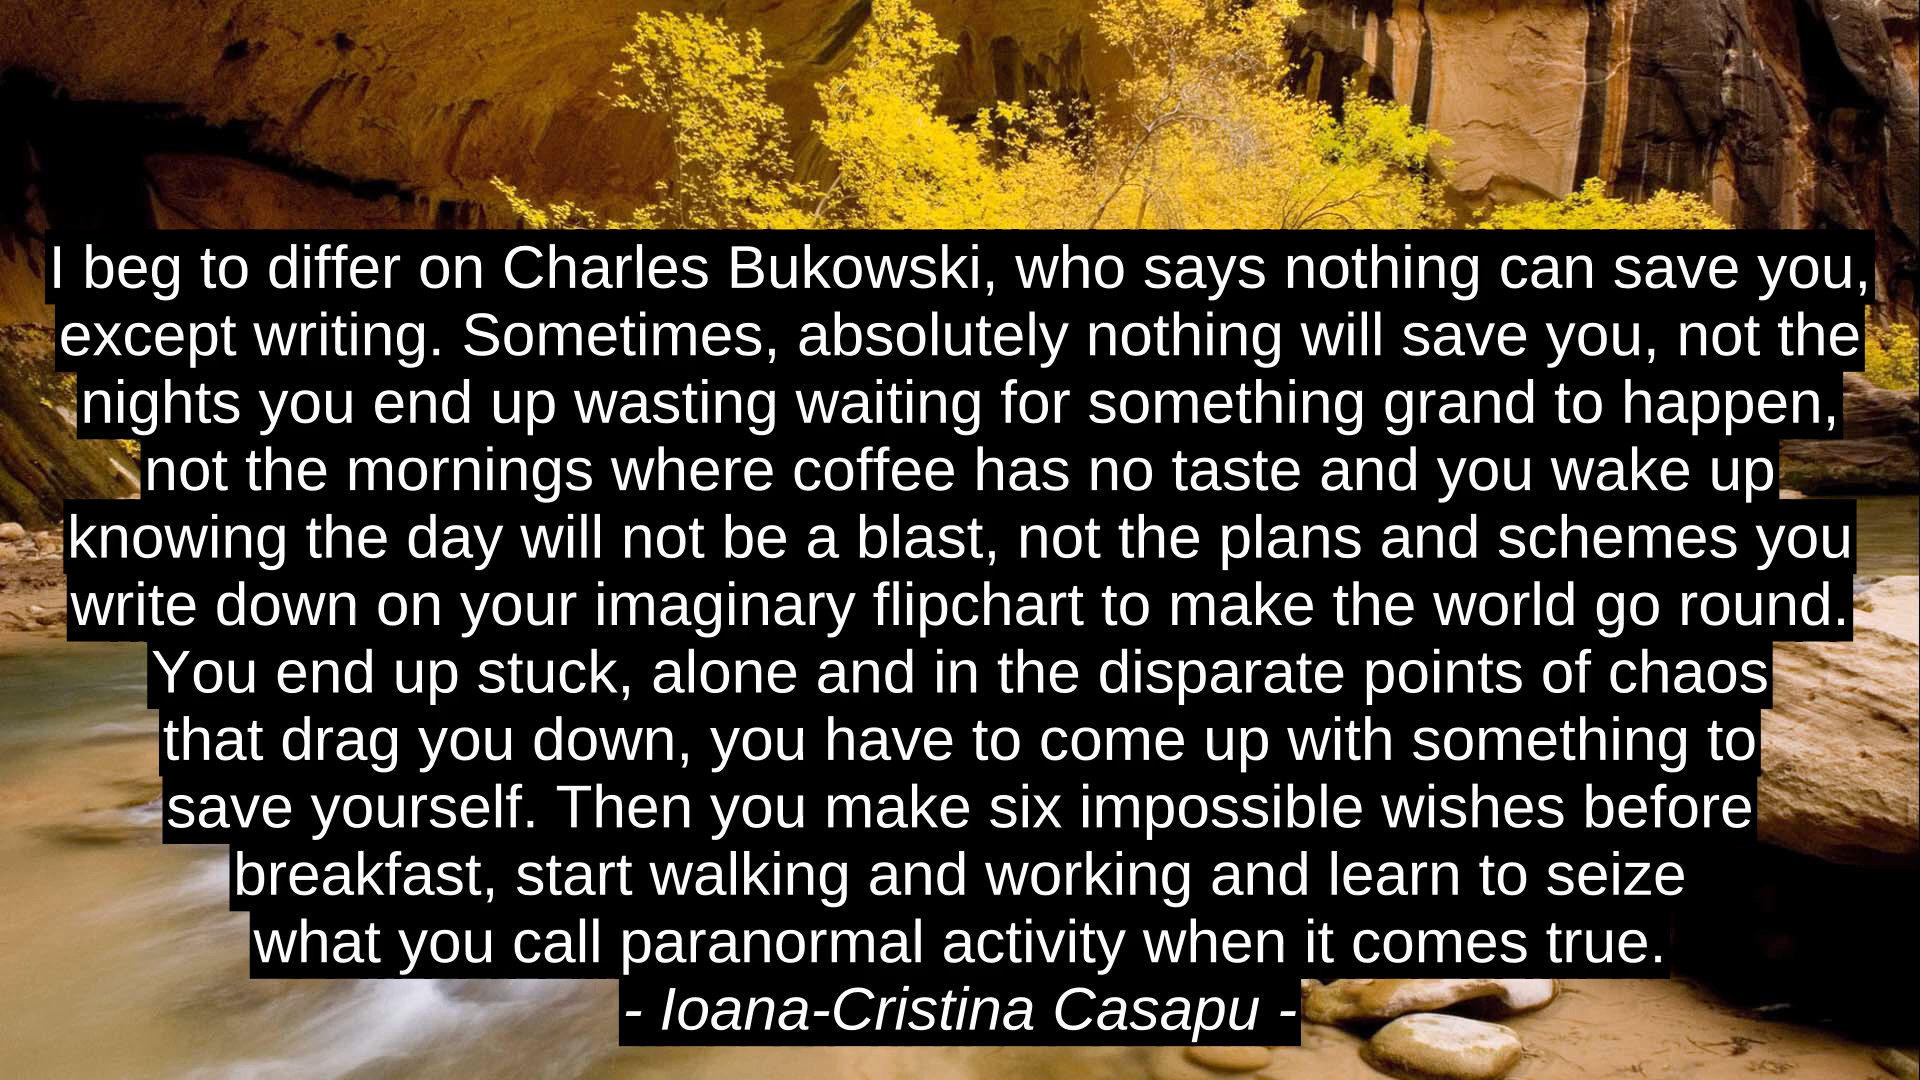 I beg to differ on Charles Bukowski, who says nothing can save you,
except writing. Sometimes, absolutely nothing will save you, not the
nights you end up wasting waiting for something grand to happen,
not the mornings where coffee has no taste and you wake up
knowing the day will not be a blast, not the plans and schemes you
write down on your imaginary flipchart to make the world go round.
You end up stuck, alone and in the disparate points of chaos
that drag you down, you have to come up with something to
save yourself. Then you make six impossible wishes before
breakfast, start walking and working and learn to seize
what you call paranormal activity when it comes true.
- Ioana-Cristina Casapu -